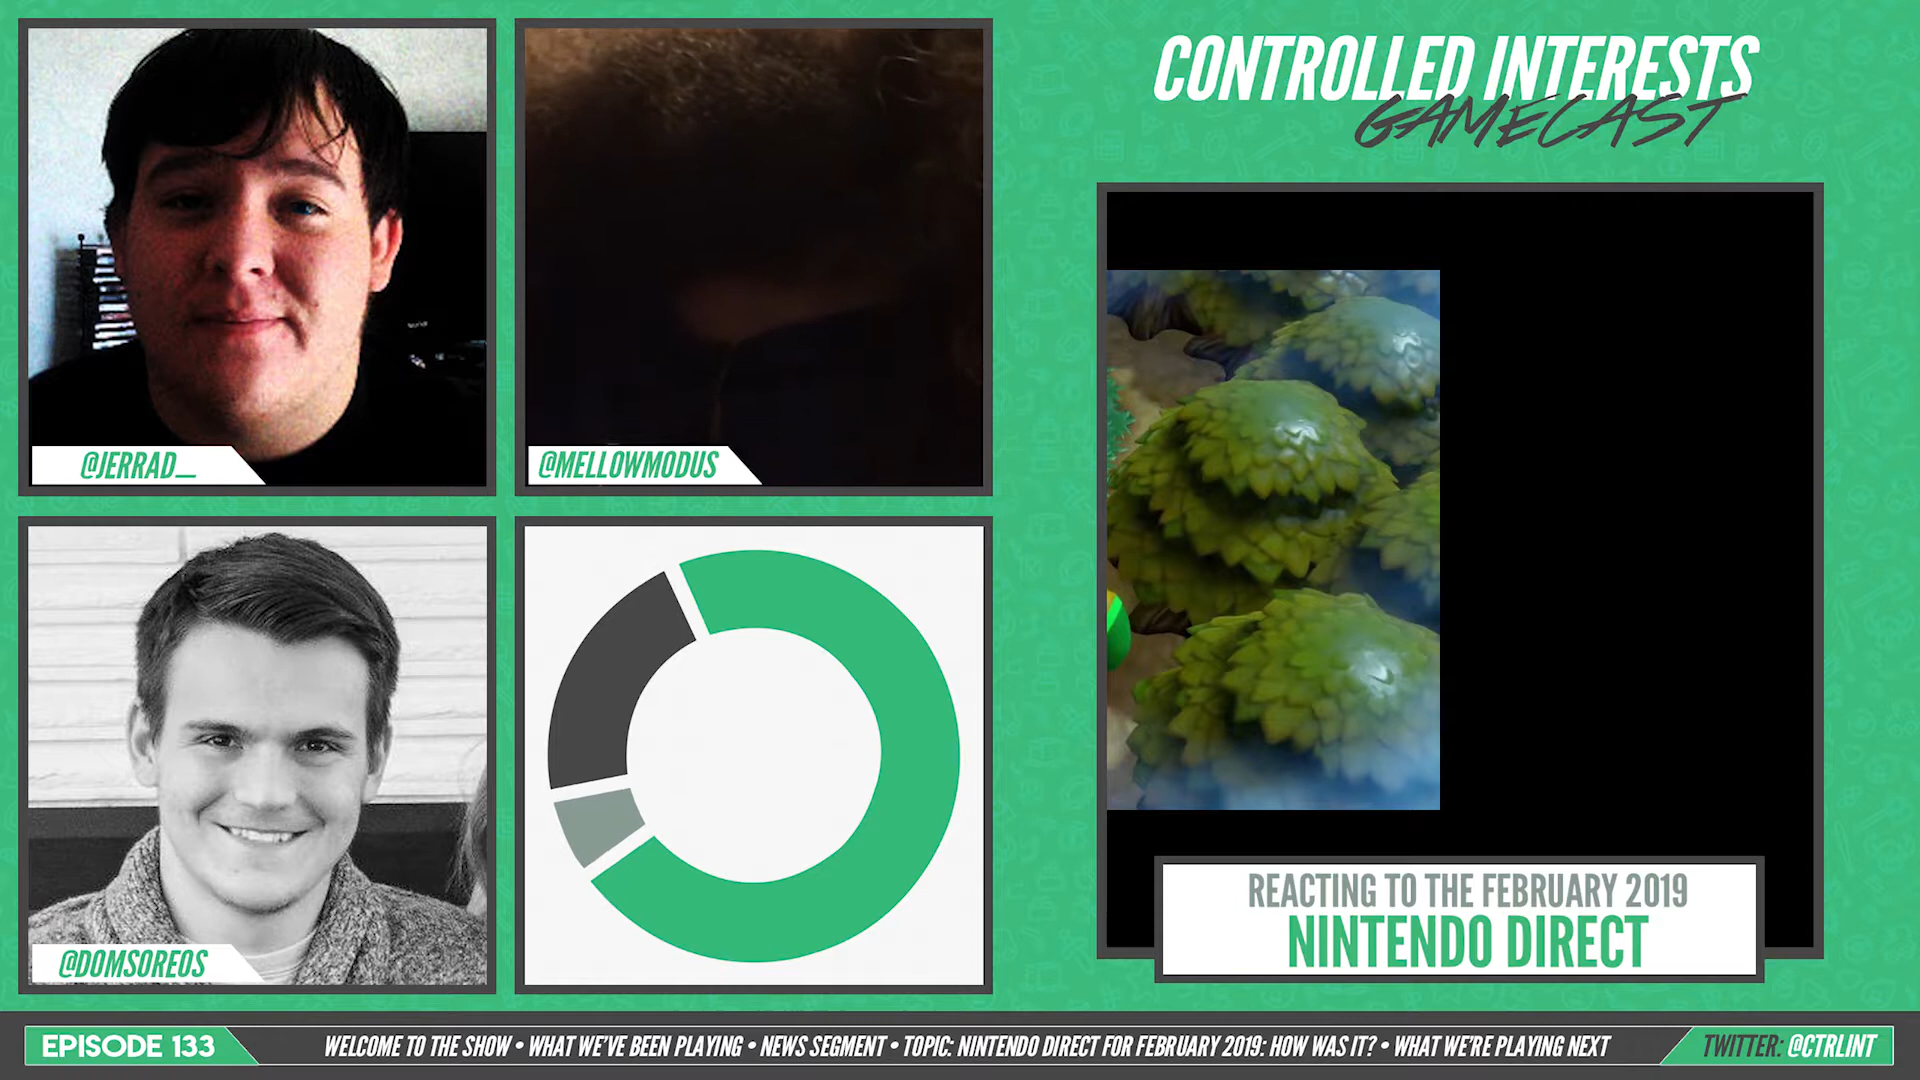 CONTROLLED INTERESTS
GAMECAST
@JERRAD_
@MELLOWMODUS
@DOMSOREOS
REACTING TO THE FEBRUARY 2019
NINTENDO DIRECT
EPISODE 133
WELCOME TO THE SHOW • WHAT WE'VE BEEN PLAYING • NEWS SEGMENT • TOPIC: NINTENDO DIRECT FOR FEBRUARY 2019: HOW WAS IT? • WHAT WE'RE PLAYING NEXT
TWITTER: @CTRLINT